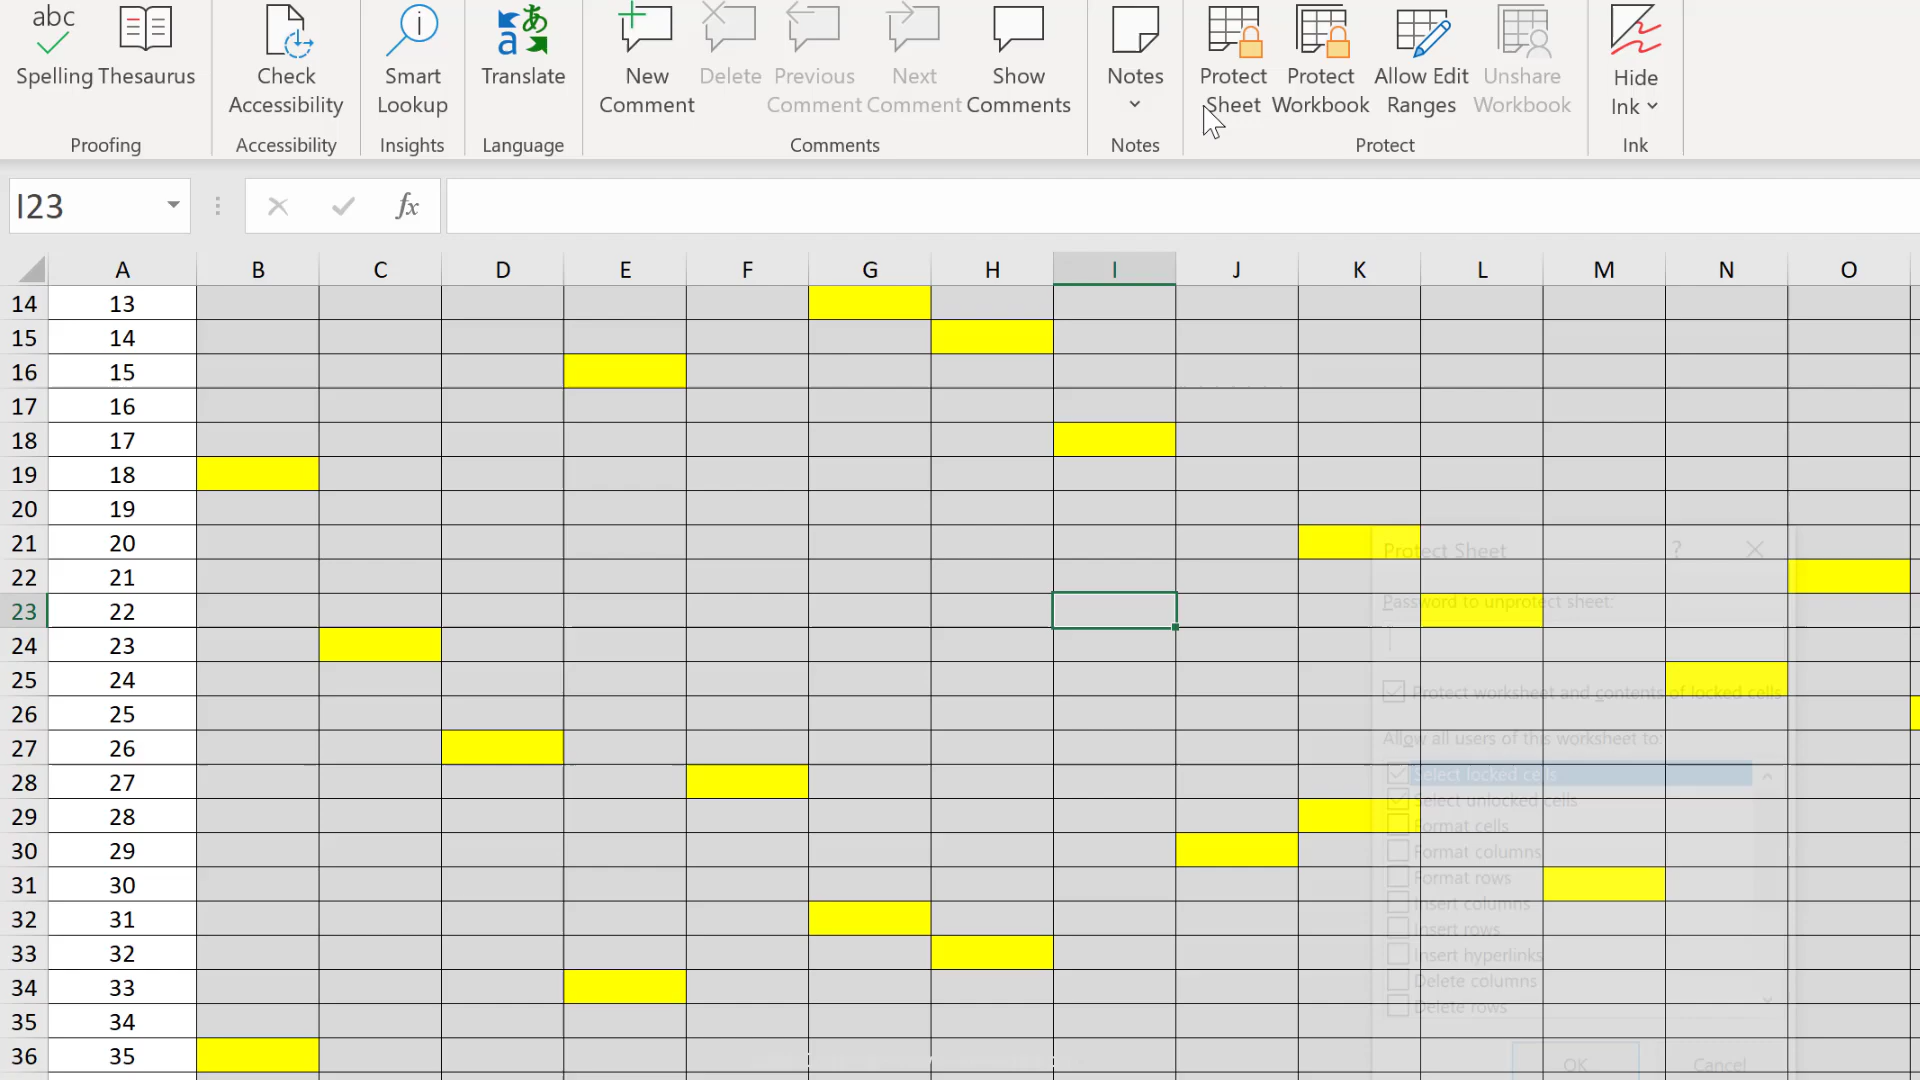 abc
Spelling Thesaurus
Proofing
Check
Accessibility
Accessibility
Smart
Lookup
Insights
Translate
Language
New
Comment
Delete
Previous
Comment
Next
Comment
Show
Comments
Comments
Notes
Notes
Protect
Sheet
Protect
Workbook
Allow Edit
Ranges
Unshare
Workbook
Protect
Hide
Ink
Ink
I23
fx
A B C D E F G H I J K L M N O
14 13
15 14
16 15
17 16
18 17
19 18
20 19
21 20
22 21
23 22
24 23
25 24
26 25
27 26
28 27
29 28
30 29
31 30
32 31
33 32
34 33
35 34
36 35
Protect Sheet ? 
Password to unprotect sheet:
Protect worksheet and contents of locked cells
Allow all users of this worksheet to:
Select locked cells
Select unlocked cells
Format cells
Format columns
Format rows
Insert columns
Insert rows
Insert hyperlinks
Delete columns
Delete rows
OK Cancel